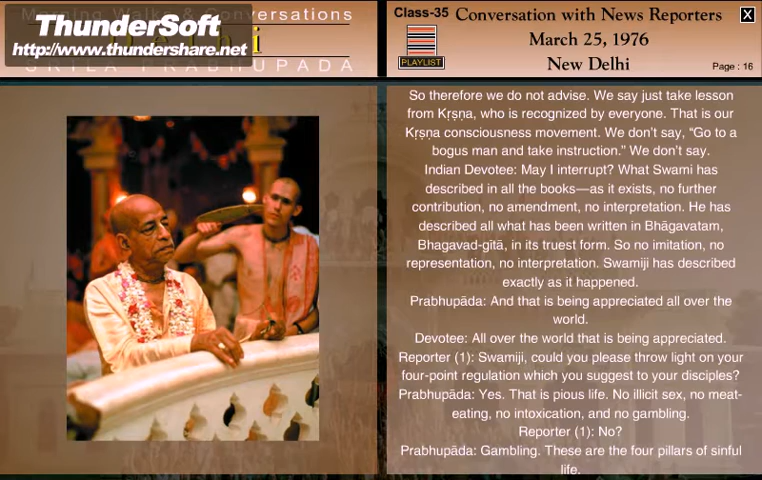 Morning Walks & Conversations
ThunderSoft
http://www.thundershare.net
SRILA PRABHUPADA
Class-35
Conversation with News Reporters
March 25, 1976
New Delhi
X
PLAYLIST
Page : 16
So therefore we do not advise. We say just take lesson
from Kṛṣṇa, who is recognized by everyone. That is our
Kṛṣṇa consciousness movement. We don't say, “Go to a
bogus man and take instruction.” We don't say.
Indian Devotee: May I interrupt? What Swami has
described in all the books—as it exists, no further
contribution, no amendment, no interpretation. He has
described all what has been written in Bhāgavatam,
Bhagavad-gītā, in its truest form. So no imitation, no
representation, no interpretation. Swamiji has described
exactly as it happened.
Prabhupāda: And that is being appreciated all over the
world.
Devotee: All over the world that is being appreciated.
Reporter (1): Swamiji, could you please throw light on your
four-point regulation which you suggest to your disciples?
Prabhupāda: Yes. That is pious life. No illicit sex, no meat-
eating, no intoxication, and no gambling.
Reporter (1): No?
Prabhupāda: Gambling. These are the four pillars of sinful
life.